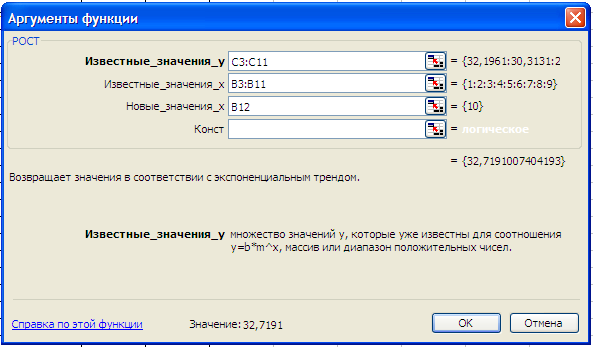 Аргументы функции
РОСТ
Известные_значения_y C3:C11 = {32,1961:30,3131:2
Известные_значения_x B3:B11 = {1:2:3:4:5:6:7:8:9}
Новые_значения_x B12 = {10}
Конст = логическое
= {32,7191007404193}
Возвращает значения в соответствии с экспоненциальным трендом.
Известные_значения_y множество значений y, которые уже известны для соотношения
y=b*m^x, массив или диапазон положительных чисел.
Справка по этой функции Значение:32,7191 OK Отмена